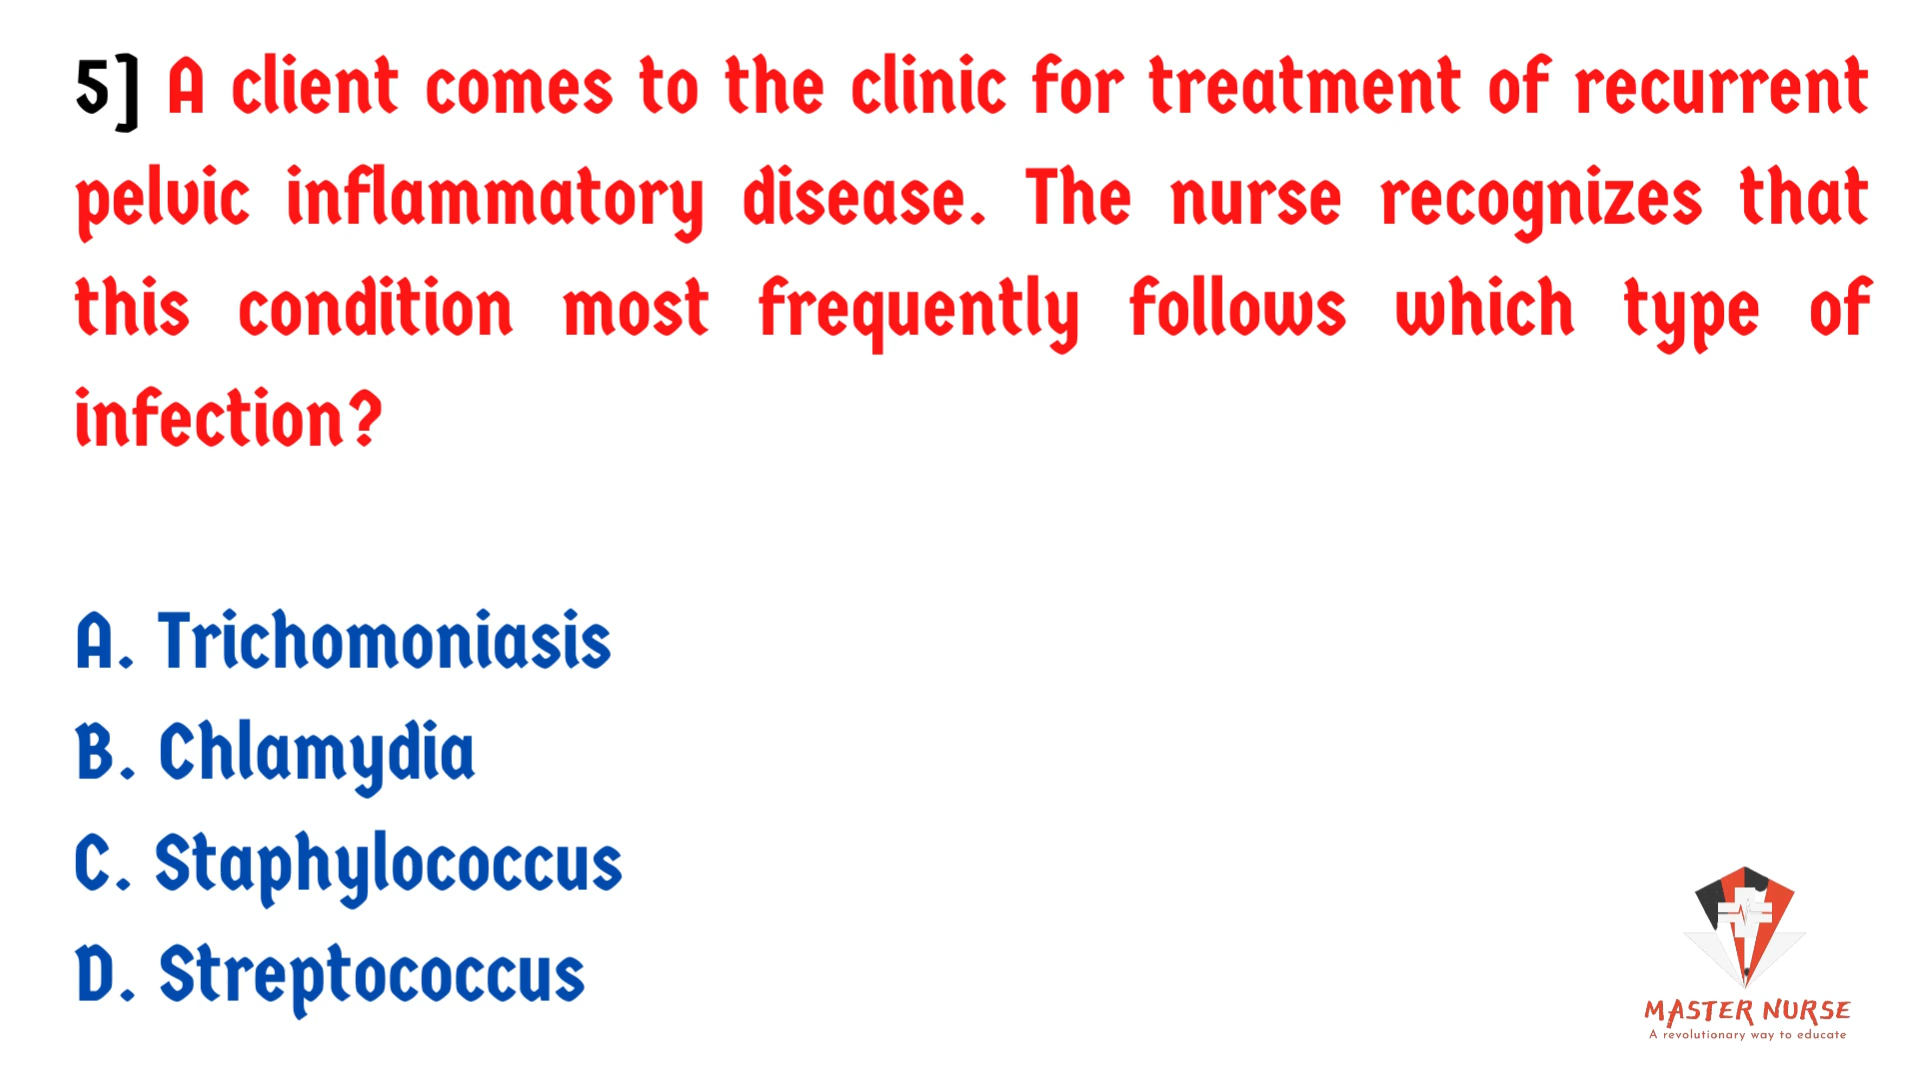 5] A client comes to the clinic for treatment of recurrent
pelvic inflammatory disease. The nurse recognizes that
this condition most frequently follows which type of
infection?
A. Trichomoniasis
B. Chlamydia
C. Staphylococcus
D. Streptococcus
MASTER NURSE
A revolutionary way to educate